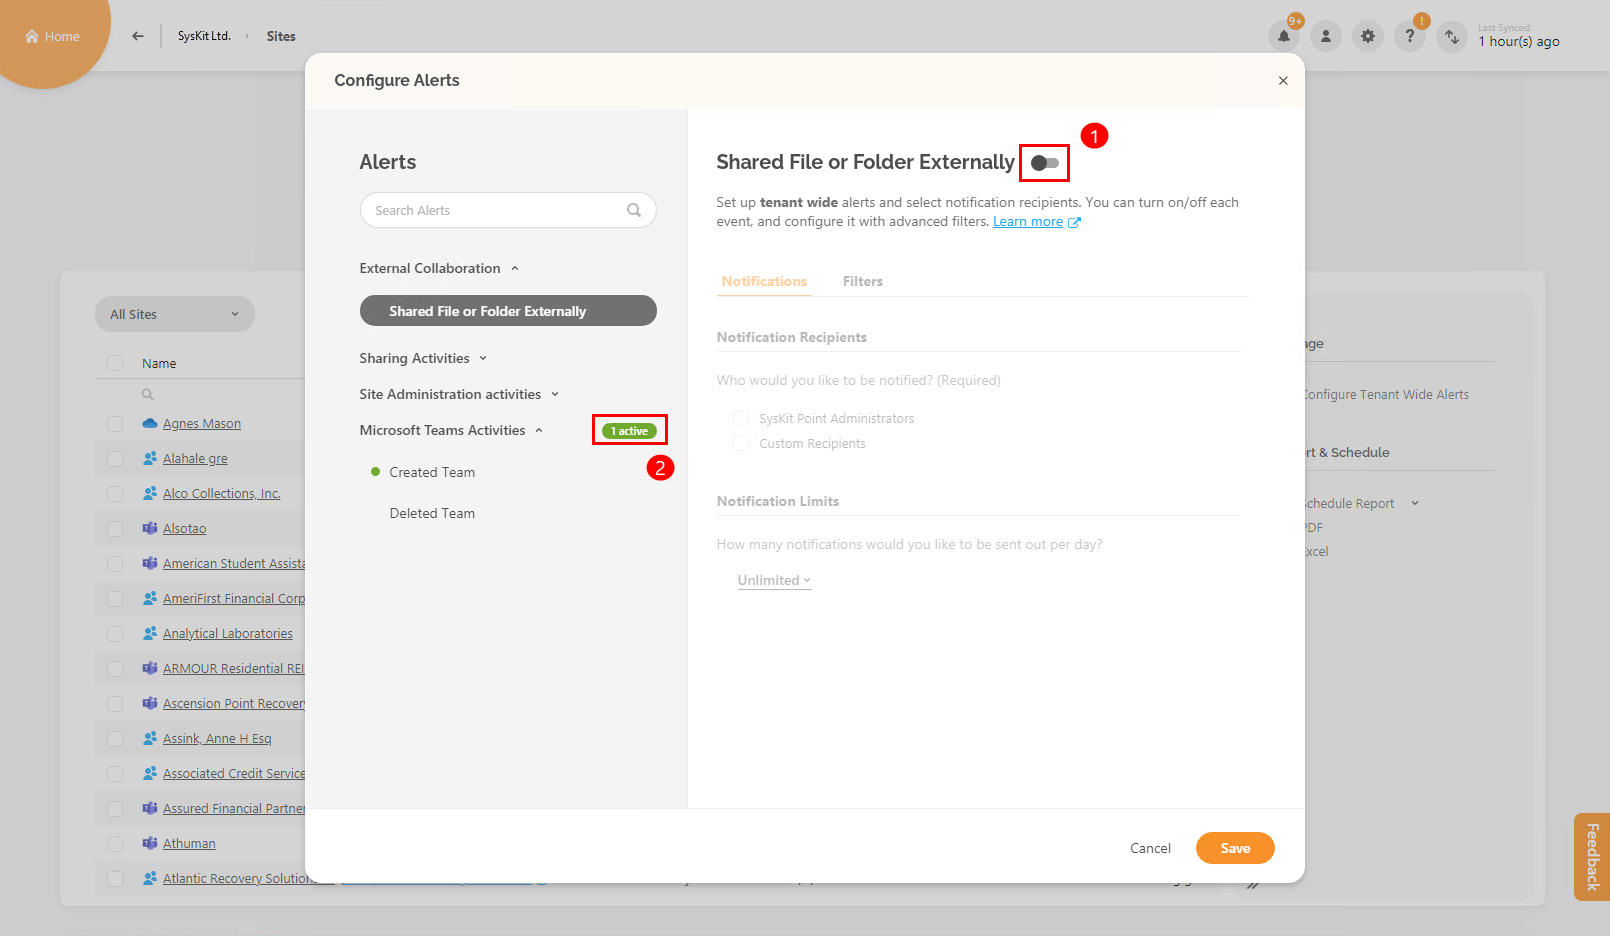 Home
SysKit Ltd.
Sites
9+
!
?
Last Synced:
1 hour(s) ago
Configure Alerts
Alerts
Search Alerts
External Collaboration
Shared File or Folder Externally
Sharing Activities
Site Administration activities
Microsoft Teams Activities
1 active
2
Created Team
Deleted Team
1
Shared File or Folder Externally
Set up tenant wide alerts and select notification recipients. You can turn on/off each
event, and configure it with advanced filters. Learn more
Notifications
Filters
Notification Recipients
Who would you like to be notified? (Required)
SysKit Point Administrators
Custom Recipients
Notification Limits
How many notifications would you like to be sent out per day?
Unlimited
Cancel
Save
All Sites
Name
Agnes Mason
Alahale gre
Alco Collections, Inc.
Alsotao
American Student Assista
AmeriFirst Financial Corp
Analytical Laboratories
ARMOUR Residential REI
Ascension Point Recovery
Assink, Anne H Esq
Associated Credit Service
Assured Financial Partner
Athuman
Atlantic Recovery Solution
age
Configure Tenant Wide Alerts
rt & Schedule
Schedule Report
PDF
Excel
Feedback